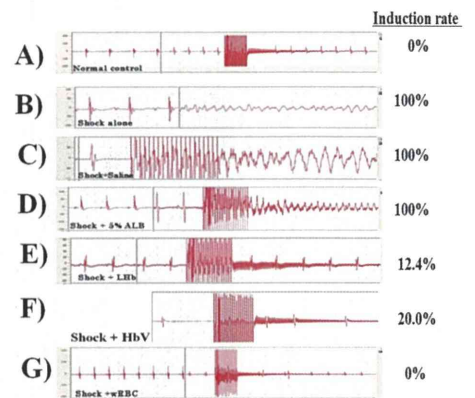 Induction rate
A) Normal control 0%
B) Shock alone 100%
C) Shock+Saline 100%
D) Shock + 5% ALB 100%
E) Shock + LHb 12.4%
F) Shock + HbV 20.0%
G) Shock +wRBC 0%